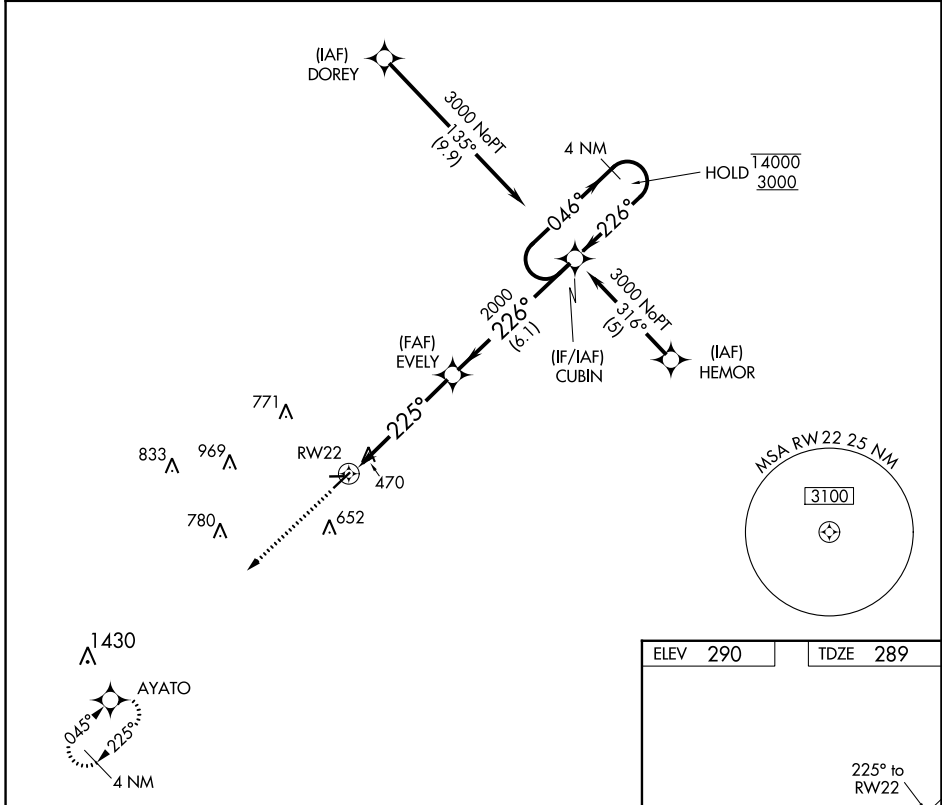 (IAF)
DOREY
3000 NoPT
135°
(9.9)
4 NM
HOLD
14000
3000
046°
226°
2000
226°
(6.1)
3000 NoPT
316°
(5)
(IF/IAF)
CUBIN
(IAF)
HEMOR
(FAF)
EVELY
225°
771
833
969
RW22
470
780
652
MSA RW22 25 NM
3100
1430
AYATO
045°
225°
4 NM
ELEV 290
TDZE 289
225° to
RW22